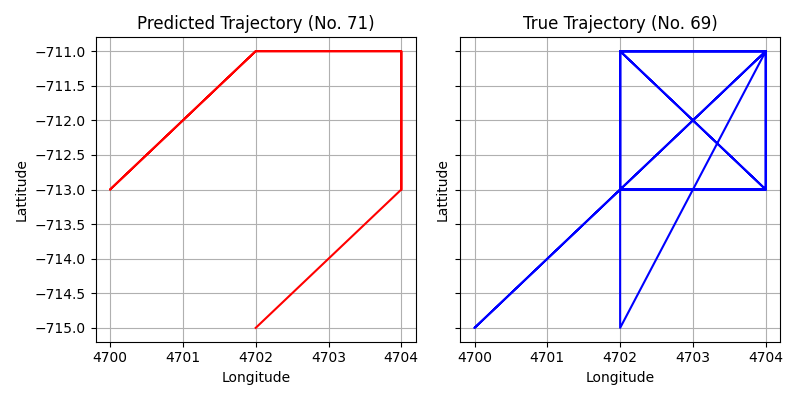 Predicted Trajectory (No. 71)
Lattitude
−711.0
−711.5
−712.0
−712.5
−713.0
−713.5
−714.0
−714.5
−715.0
4700 4701 4702 4703 4704
Longitude
True Trajectory (No. 69)
Lattitude
4700 4701 4702 4703 4704
Longitude